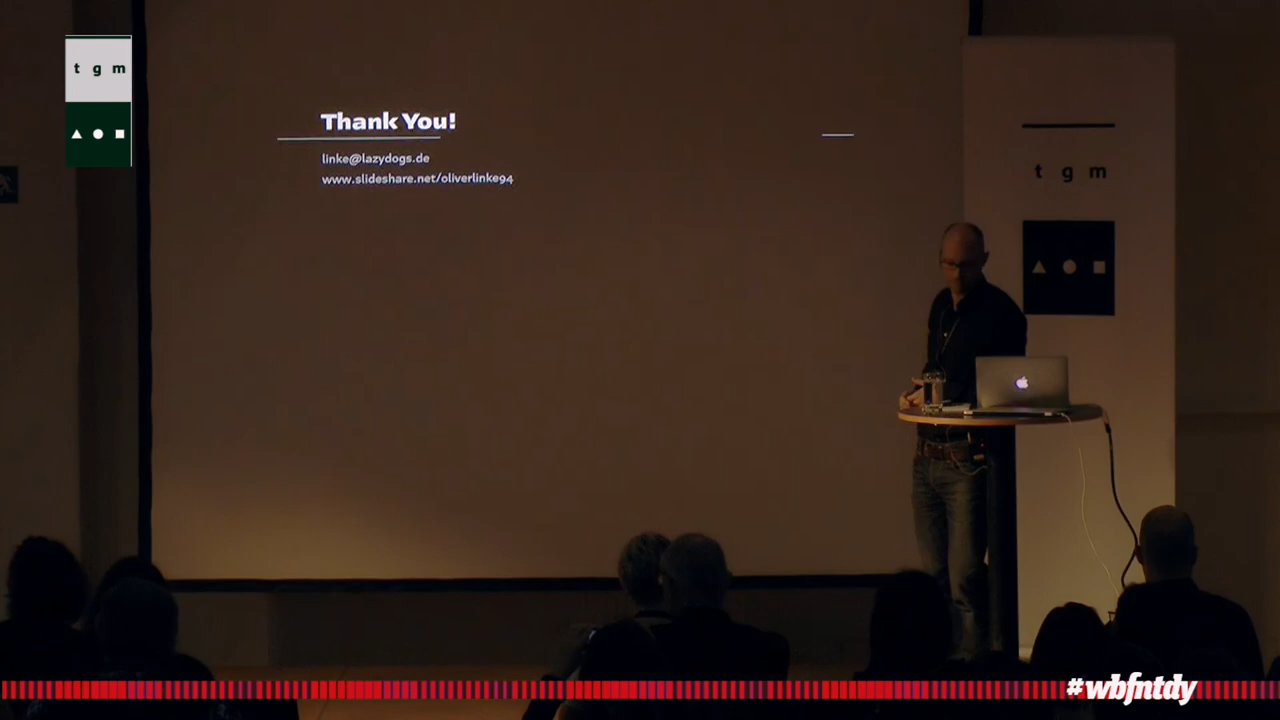 t g m
Thank You!
linke@lazydogs.de
www.slideshare.net/oliverlinke94
t g m
#wbfntdy